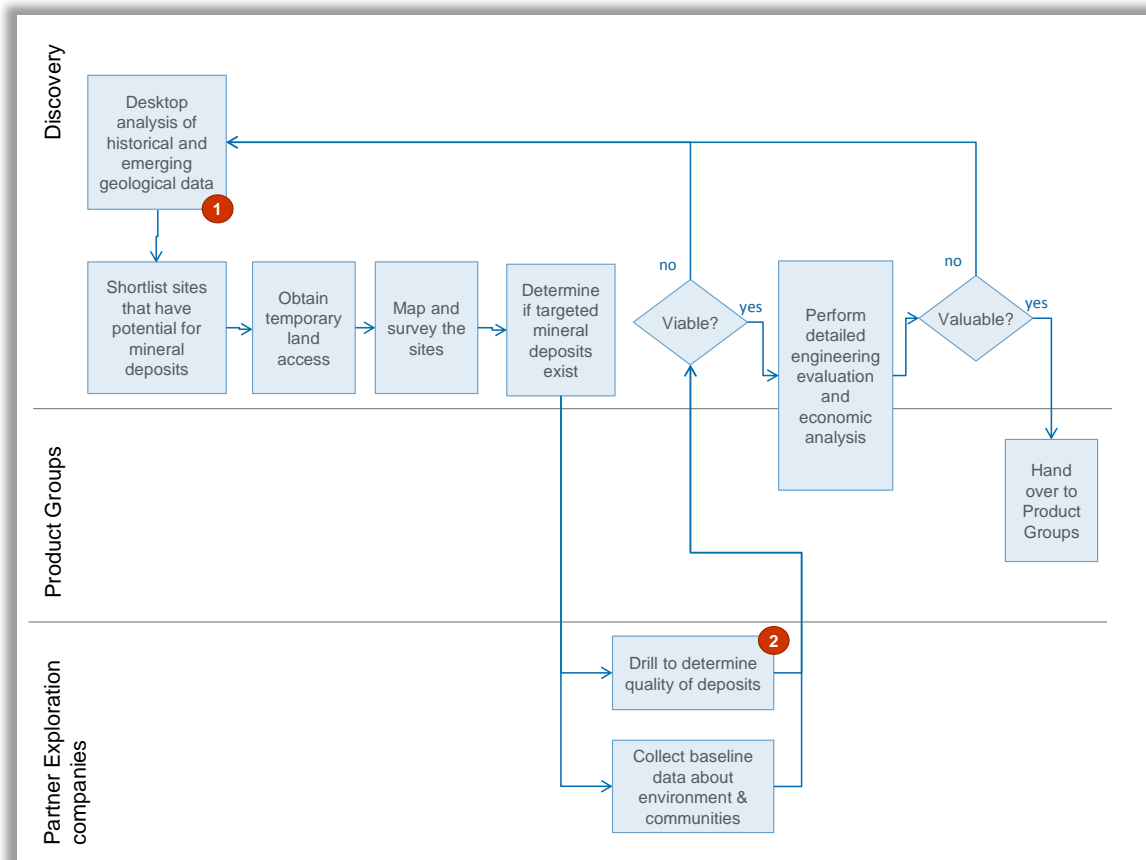 Discovery
Desktop
analysis of
historical and
emerging
geological data
1
Shortlist sites
that have
potential for
mineral
deposits
Obtain
temporary
land
access
Map and
survey the
sites
Determine
if targeted
mineral
deposits
exist
no
Viable?
yes
Perform
detailed
engineering
evaluation
and
economic
analysis
no
Valuable?
yes
Product Groups
Hand
over to
Product
Groups
Partner Exploration
companies
2
Drill to determine
quality of deposits
Collect baseline
data about
environment &
communities